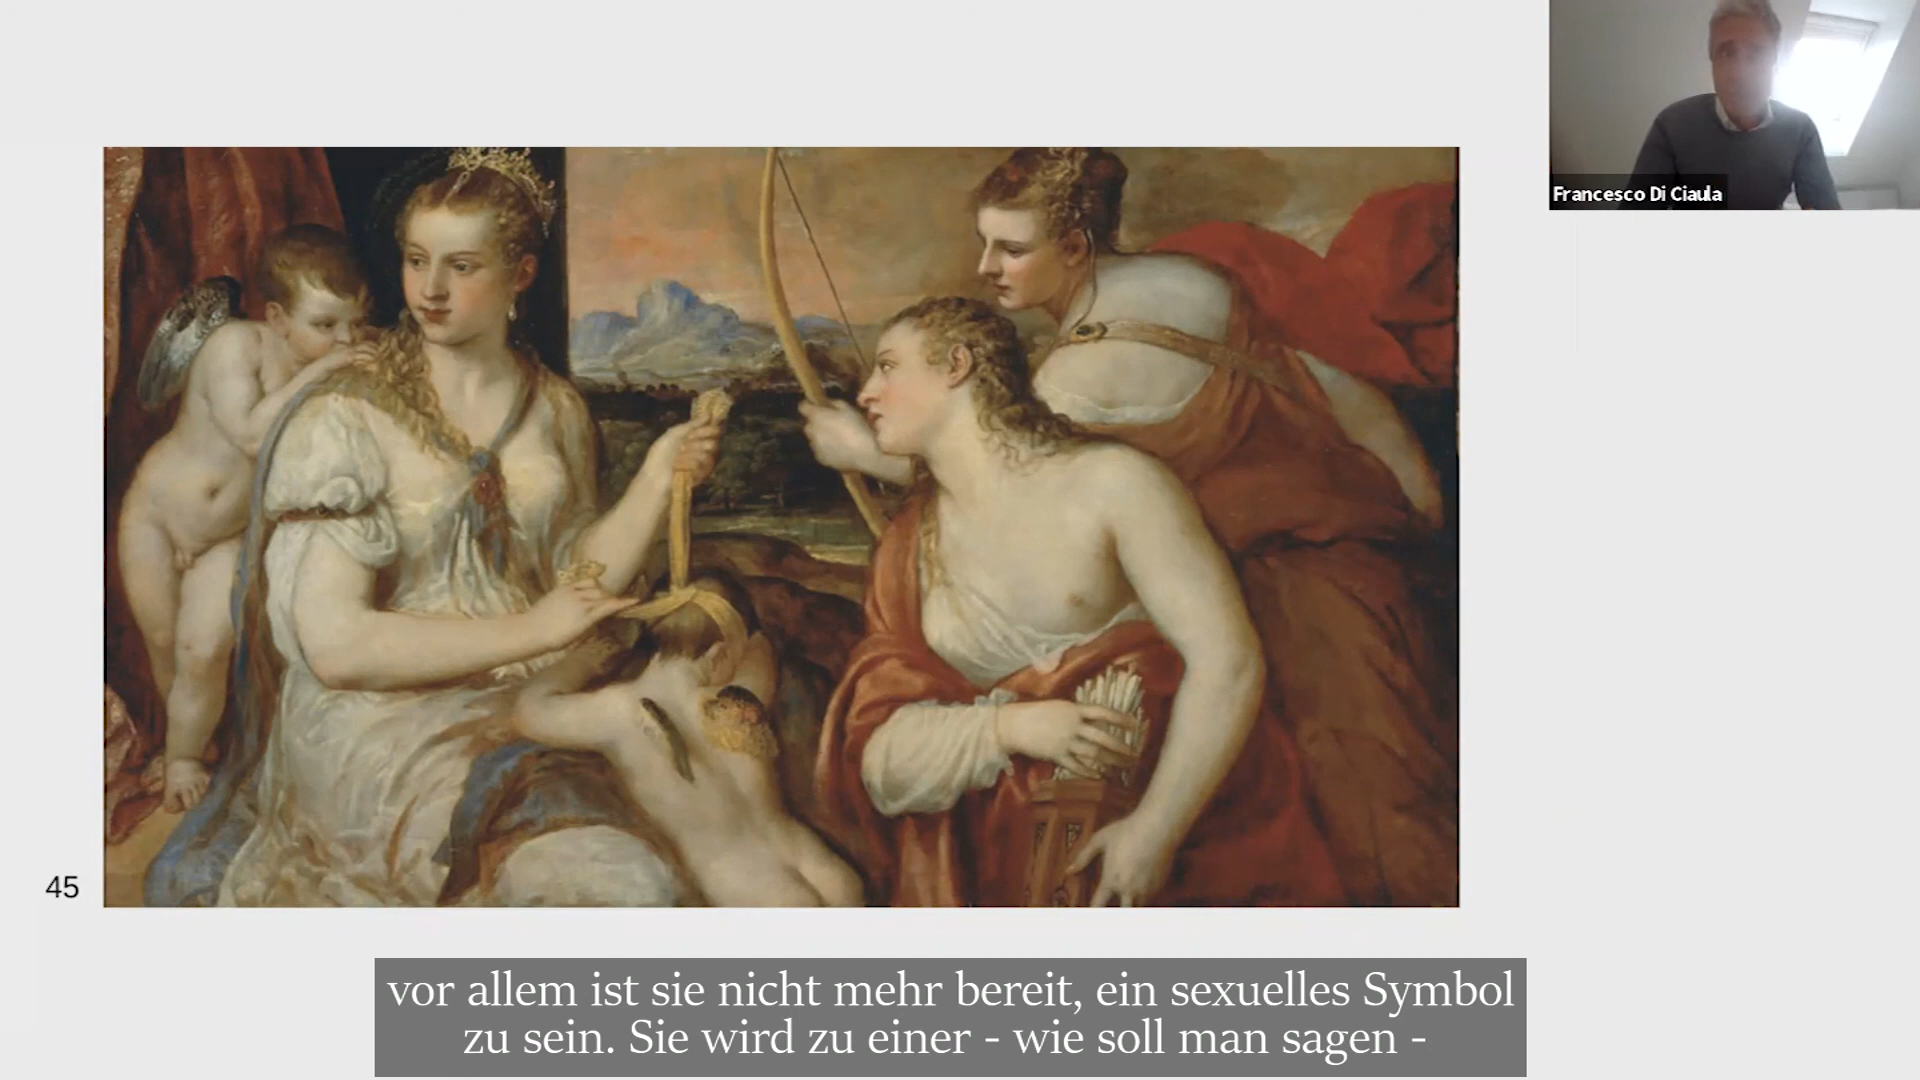 Francesco Di Ciaula
45
vor allem ist sie nicht mehr bereit, ein sexuelles Symbol
zu sein. Sie wird zu einer - wie soll man sagen -